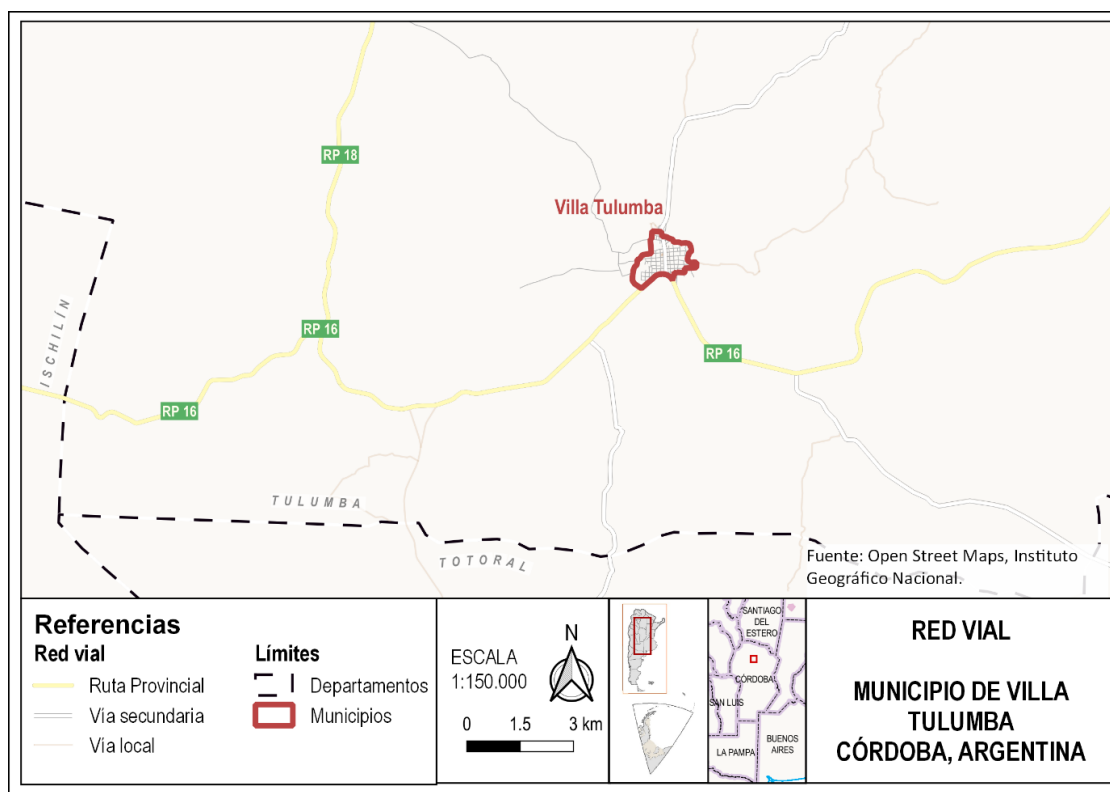 RP 18
Villa Tulumba
ISCHILÍN
RP 16
RP 16
RP 16
TULUMBA
TOTORAL
Fuente: Open Street Maps, Instituto
Geográfico Nacional.
Referencias
Red vial
Ruta Provincial
Via secundaria
Via local
Límites
Departamentos
Municipios
ESCALA
1:150.000
N
0 1.5 3 km
SANTIAGO
DEL
ESTERO
CÓRDOBA
SAN LUIS
LA PAMPA
BUENOS
AIRES
RED VIAL
MUNICIPIO DE VILLA
TULUMBA
CÓRDOBA, ARGENTINA